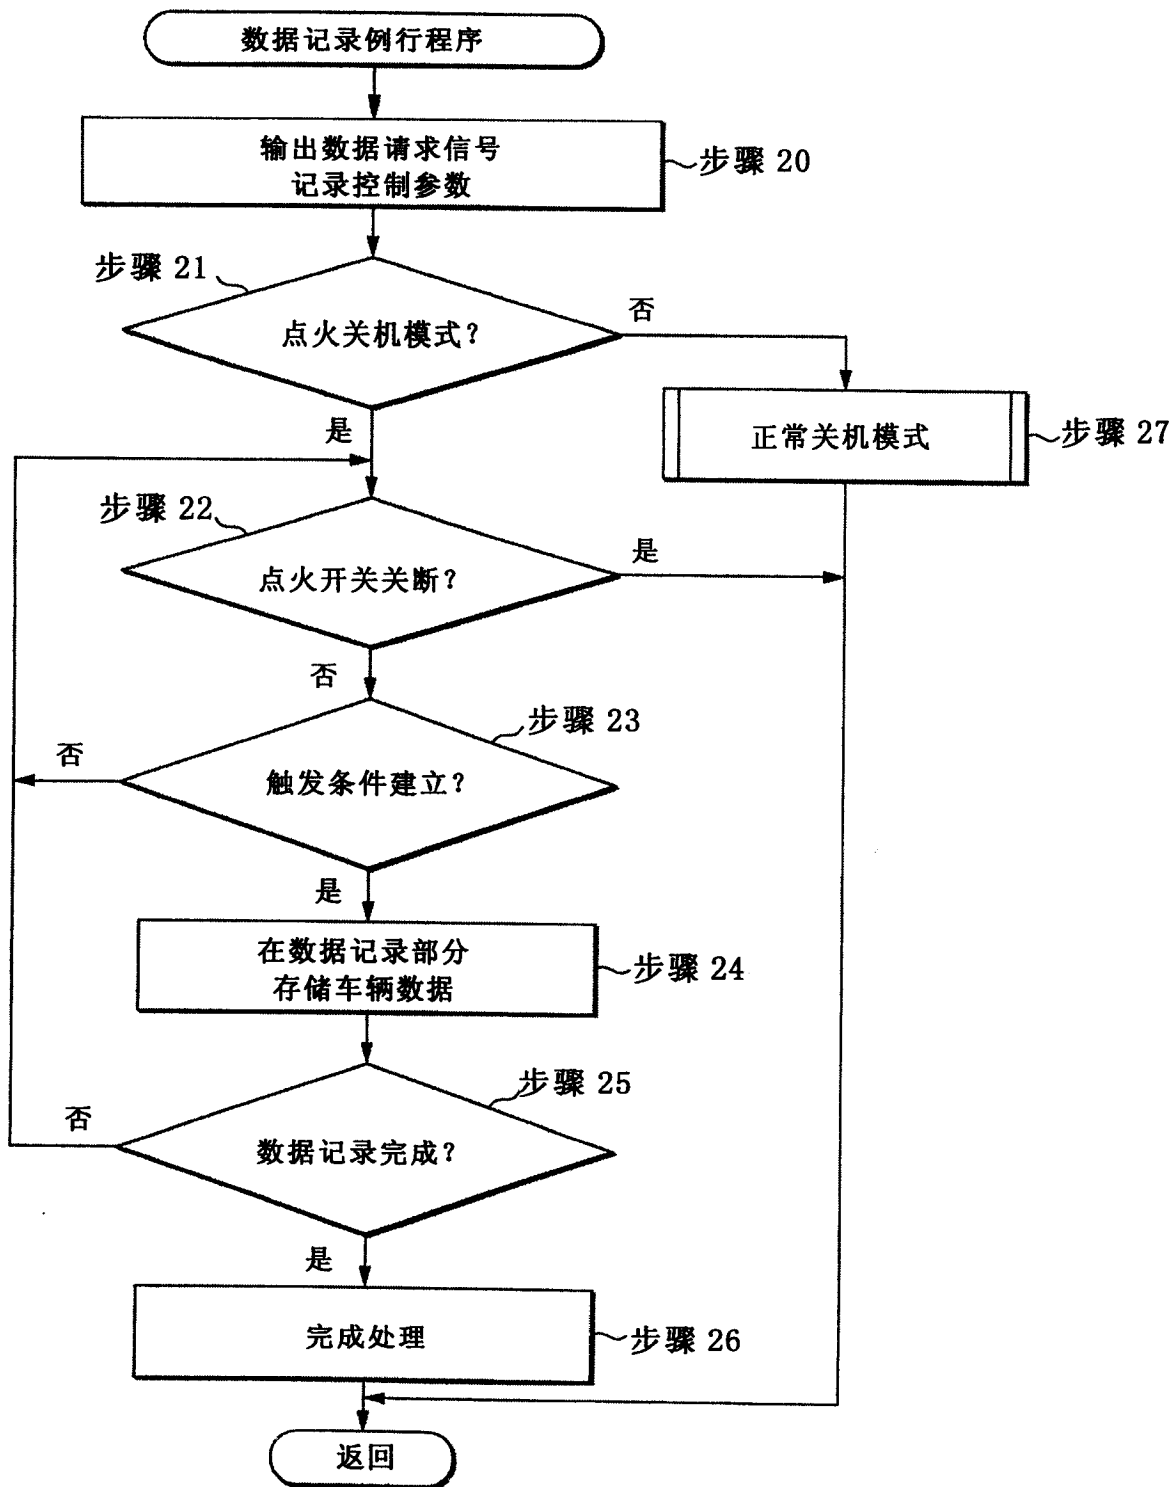 数据记录例行程序
输出数据请求信号
记录控制参数
步骤 20
步骤 21
点火关机模式？
否
是
正常关机模式
步骤 27
步骤 22
点火开关关断？
是
否
步骤 23
触发条件建立？
否
是
在数据记录部分
存储车辆数据
步骤 24
步骤 25
数据记录完成？
否
是
完成处理
步骤 26
返回